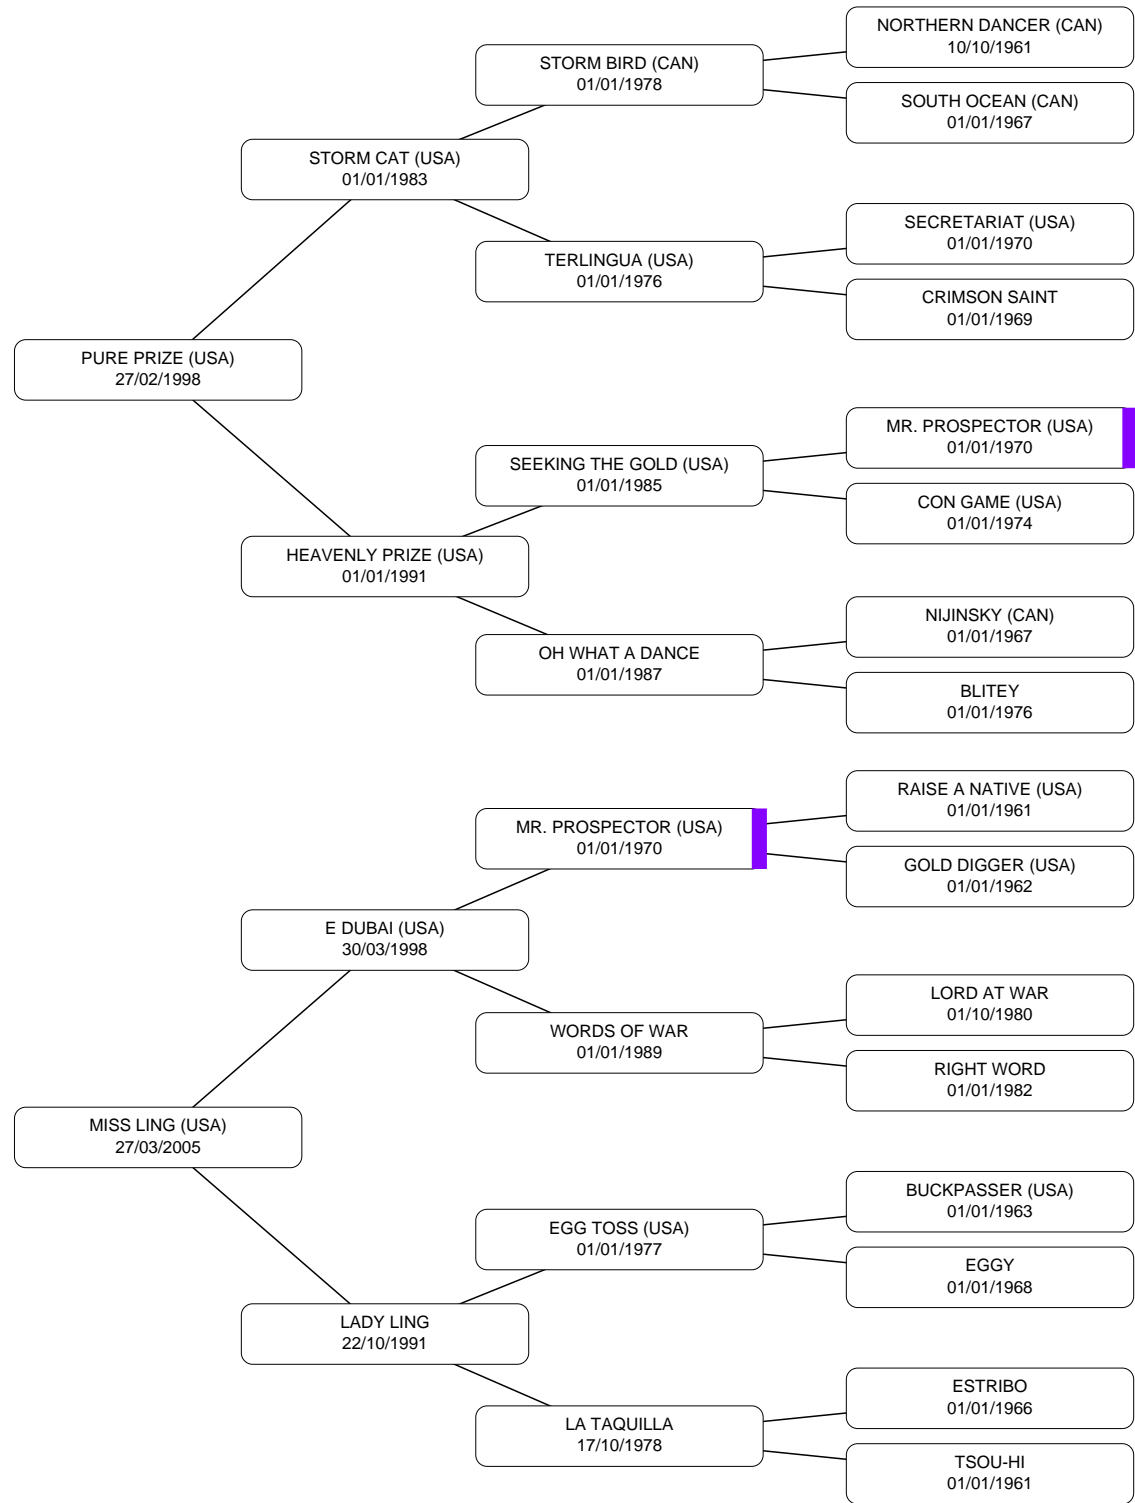 NORTHERN DANCER (CAN)
10/10/1961
STORM BIRD (CAN)
01/01/1978
SOUTH OCEAN (CAN)
01/01/1967
STORM CAT (USA)
01/01/1983
SECRETARIAT (USA)
01/01/1970
TERLINGUA (USA)
01/01/1976
CRIMSON SAINT
01/01/1969
PURE PRIZE (USA)
27/02/1998
MR. PROSPECTOR (USA)
01/01/1970
SEEKING THE GOLD (USA)
01/01/1985
CON GAME (USA)
01/01/1974
HEAVENLY PRIZE (USA)
01/01/1991
NIJINSKY (CAN)
01/01/1967
OH WHAT A DANCE
01/01/1987
BLITEY
01/01/1976
RAISE A NATIVE (USA)
01/01/1961
MR. PROSPECTOR (USA)
01/01/1970
GOLD DIGGER (USA)
01/01/1962
E DUBAI (USA)
30/03/1998
LORD AT WAR
01/10/1980
WORDS OF WAR
01/01/1989
RIGHT WORD
01/01/1982
MISS LING (USA)
27/03/2005
BUCKPASSER (USA)
01/01/1963
EGG TOSS (USA)
01/01/1977
EGGY
01/01/1968
LADY LING
22/10/1991
ESTRIBO
01/01/1966
LA TAQUILLA
17/10/1978
TSOU-HI
01/01/1961